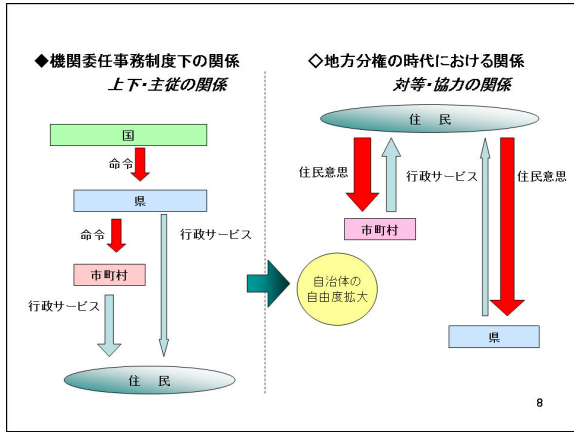 ◆機関委任事務制度下の関係
上下・主従の関係
国
命令
県
命令
行政サービス
市町村
行政サービス
住　民
◇地方分権の時代における関係
対等・協力の関係
住　民
住民意思
行政サービス
住民意思
市町村
自治体の
自由度拡大
県
8